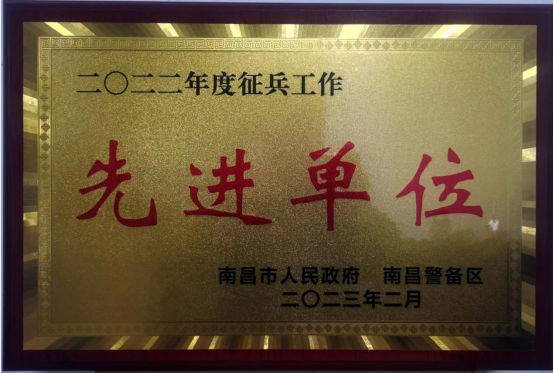 二〇二二年度征兵工作
先进单位
南昌市人民政府 南昌警备区
二〇二三年二月